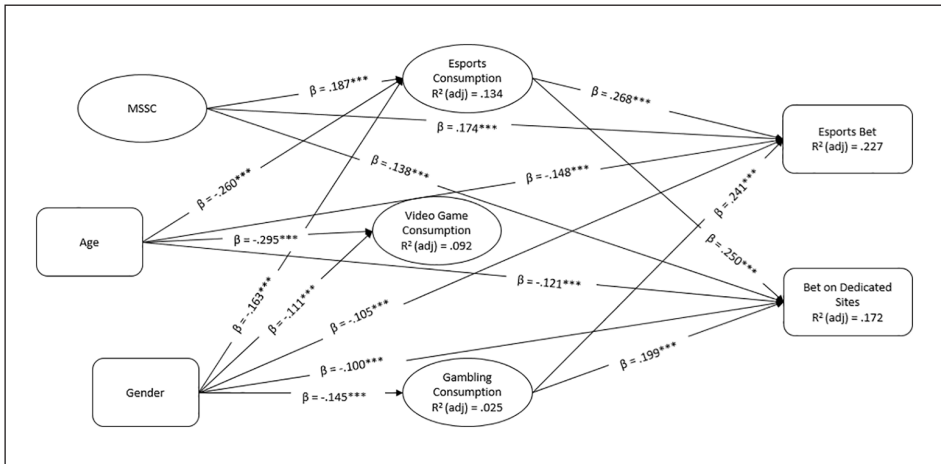 Esports
Consumption
R² (adj) = .134
β = .187***
MSSC
β = .268***
β = .174***
Esports Bet
R² (adj) = .227
β = .138***
β = -.148***
β = -.260***
β = .241***
Video Game
Consumption
R² (adj) = .092
Age
β = -.295***
β = .250***
β = -.121***
Bet on Dedicated
Sites
R² (adj) = .172
β = -.163***
β = -.111***
β = -.105***
β = -.100***
β = .199***
Gender
β = -.145***
Gambling
Consumption
R² (adj) = .025